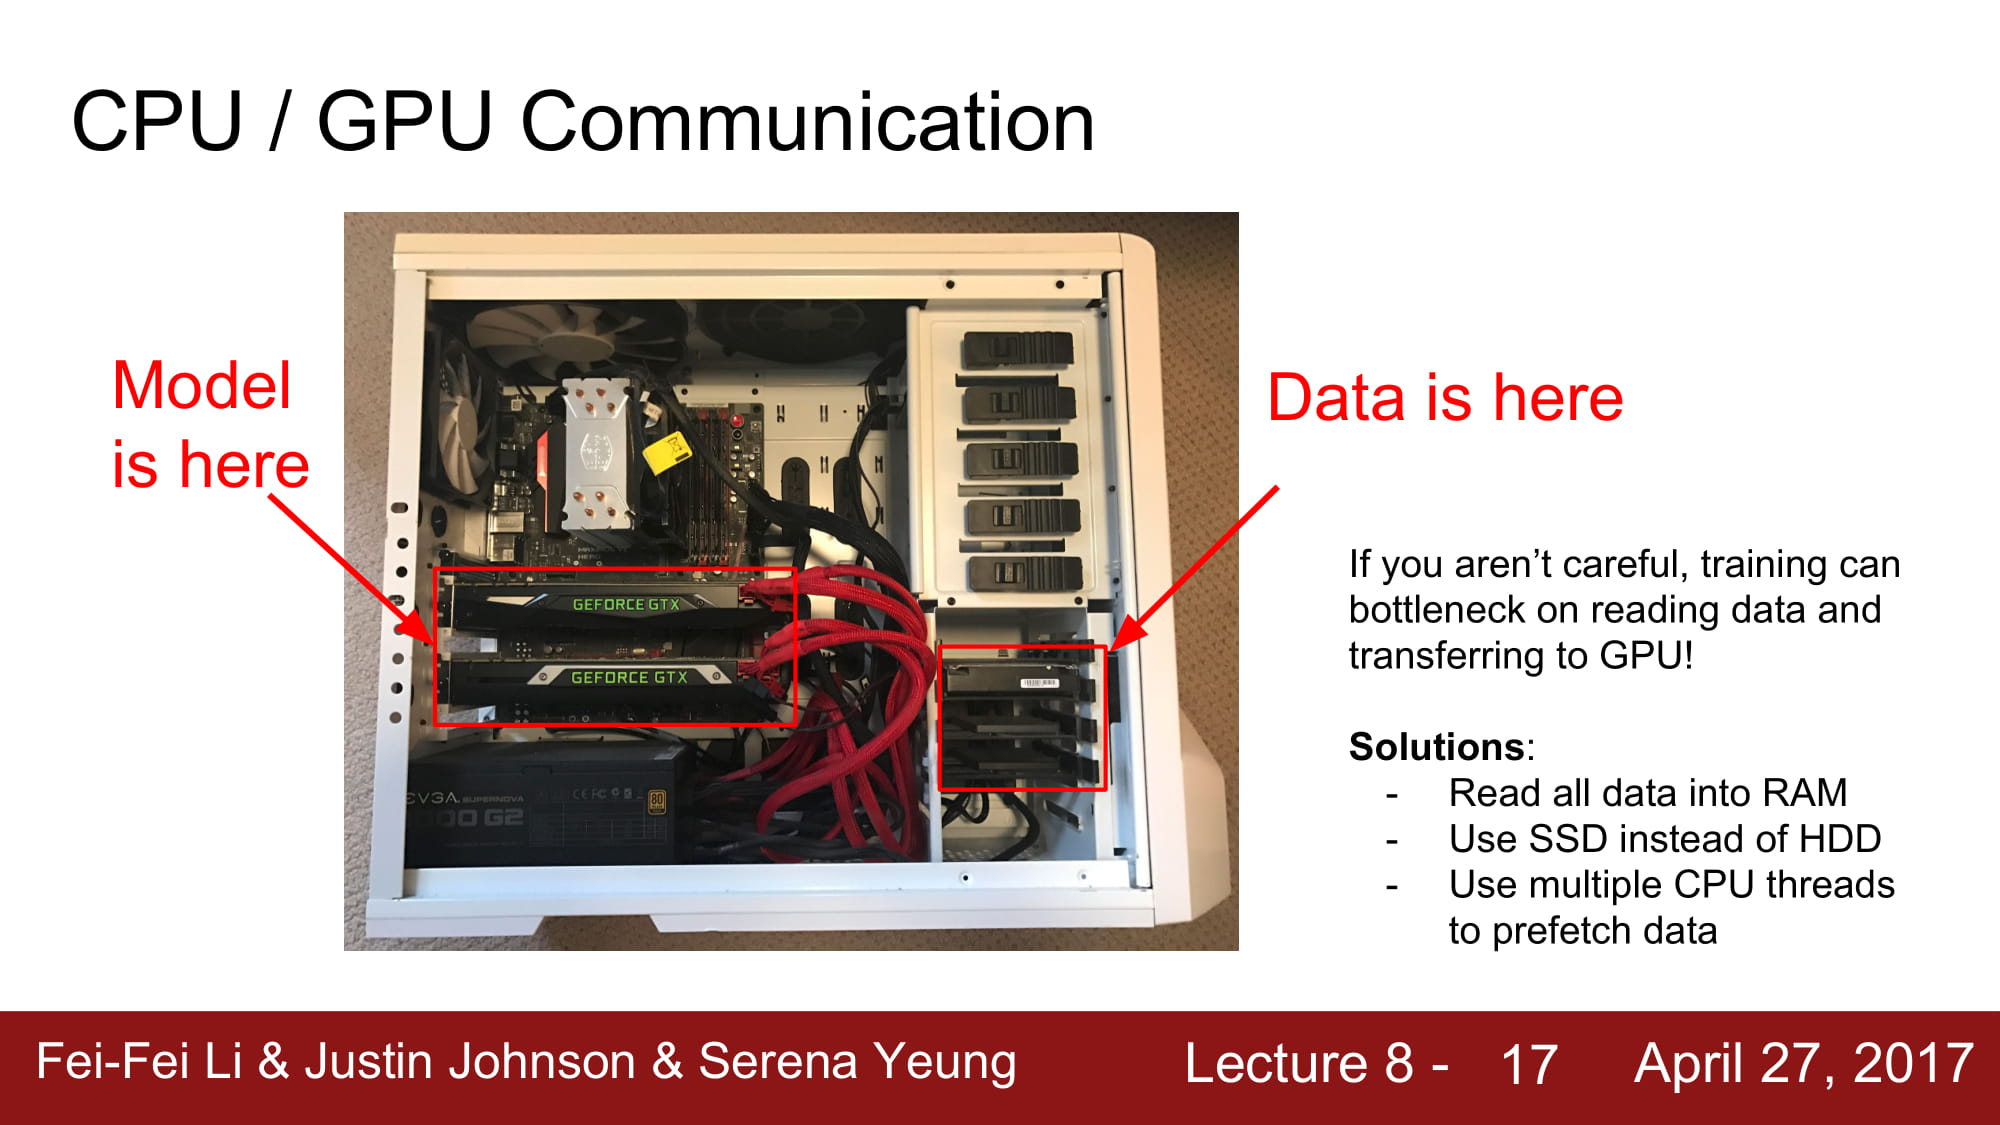 CPU / GPU Communication
Model
is here
Data is here
GEFORCE GTX
GEFORCE GTX
EVGA SUPERNOVA
G2
80
If you aren’t careful, training can
bottleneck on reading data and
transferring to GPU!
Solutions:
- Read all data into RAM
- Use SSD instead of HDD
- Use multiple CPU threads
to prefetch data
Fei-Fei Li & Justin Johnson & Serena Yeung
Lecture 8 - 17
April 27, 2017